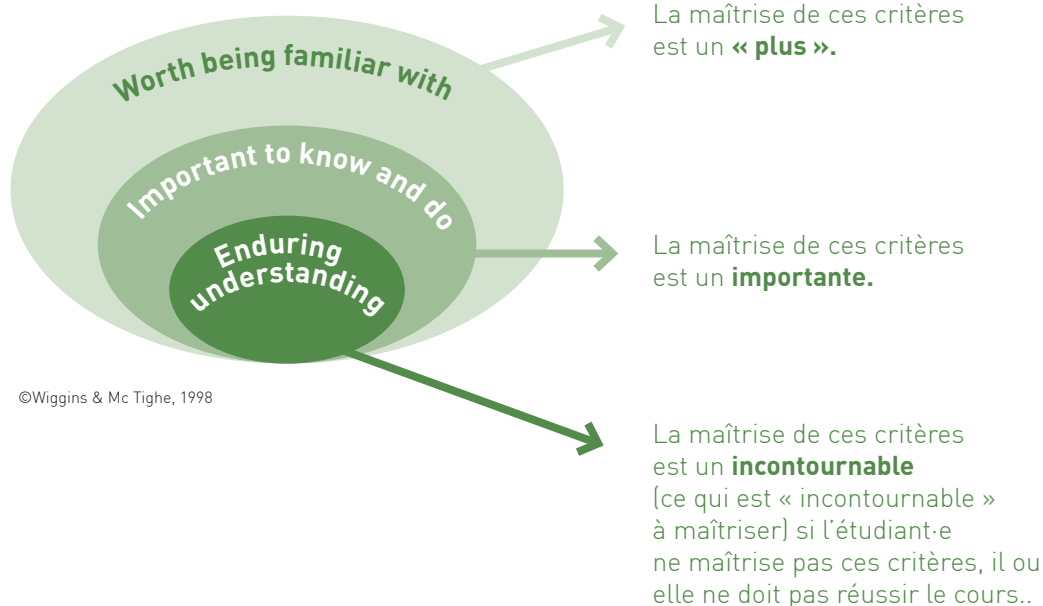 Worth being familiar with
La maîtrise de ces critères
est un « plus ».
Important to know and do
La maîtrise de ces critères
est un importante.
Enduring
understanding
©Wiggins & Mc Tighe, 1998
La maîtrise de ces critères
est un incontournable
(ce qui est « incontournable »
à maîtriser) si l’étudiant·e
ne maîtrise pas ces critères, il ou
elle ne doit pas réussir le cours..